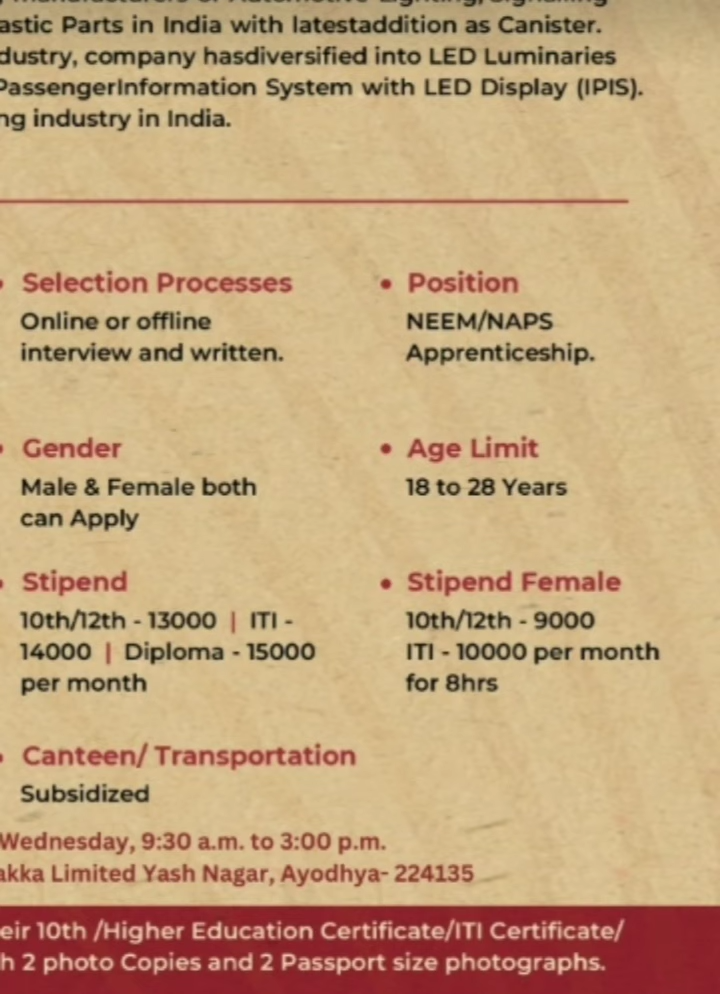 manufacturers of Automotive Lighting, Signalling
astic Parts in India with latestaddition as Canister.
dustry, company hasdiversified into LED Luminaries
PassengerInformation System with LED Display (IPIS).
ng industry in India.
• Selection Processes
Online or offline
interview and written.
• Position
NEEM/NAPS
Apprenticeship.
• Gender
Male & Female both
can Apply
• Age Limit
18 to 28 Years
• Stipend
10th/12th - 13000 | ITI -
14000 | Diploma - 15000
per month
• Stipend Female
10th/12th - 9000
ITI - 10000 per month
for 8hrs
• Canteen/ Transportation
Subsidized
Wednesday, 9:30 a.m. to 3:00 p.m.
akka Limited Yash Nagar, Ayodhya- 224135
eir 10th /Higher Education Certificate/ITI Certificate/
h 2 photo Copies and 2 Passport size photographs.